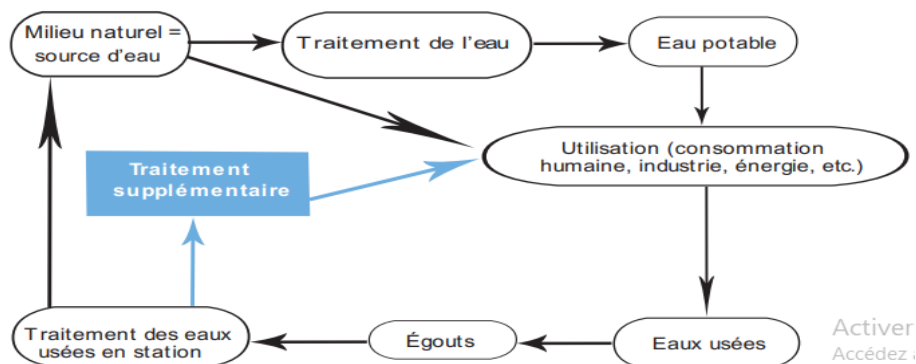 Milieu naturel =
source d'eau
Traitement de l'eau
Eau potable
Utilisation (consommation
humaine, industrie, énergie, etc.)
Traitement
supplémentaire
Traitement des eaux
usées en station
Égouts
Eaux usées
Activer
Accédez